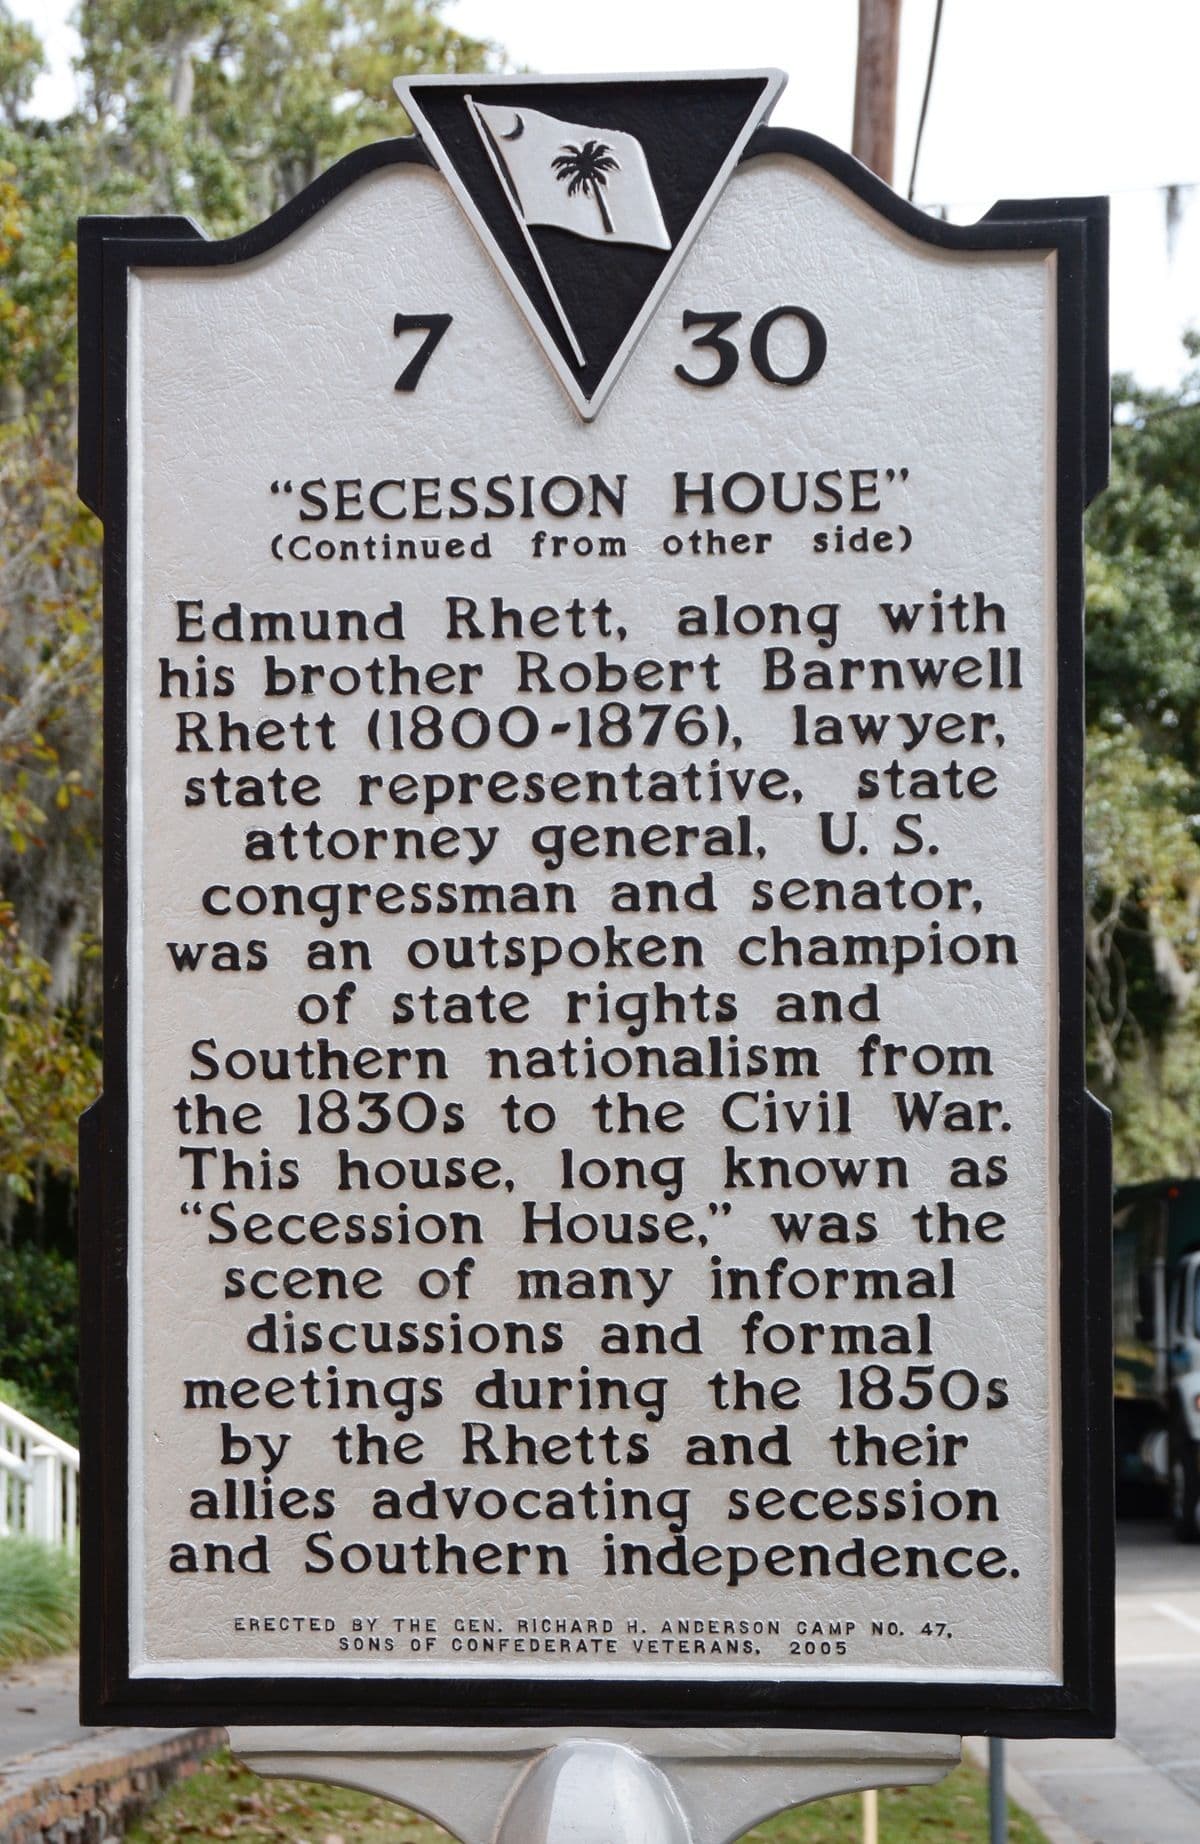 7 30
“SECESSION HOUSE”
(Continued from other side)
Edmund Rhett, along with
his brother Robert Barnwell
Rhett (1800-1876), lawyer,
state representative, state
attorney general, U. S.
congressman and senator,
was an outspoken champion
of state rights and
Southern nationalism from
the 1830s to the Civil War.
This house, long known as
“Secession House,” was the
scene of many informal
discussions and formal
meetings during the 1850s
by the Rhetts and their
allies advocating secession
and Southern independence.
ERECTED BY THE GEN. RICHARD H. ANDERSON CAMP NO. 47,
SONS OF CONFEDERATE VETERANS, 2005